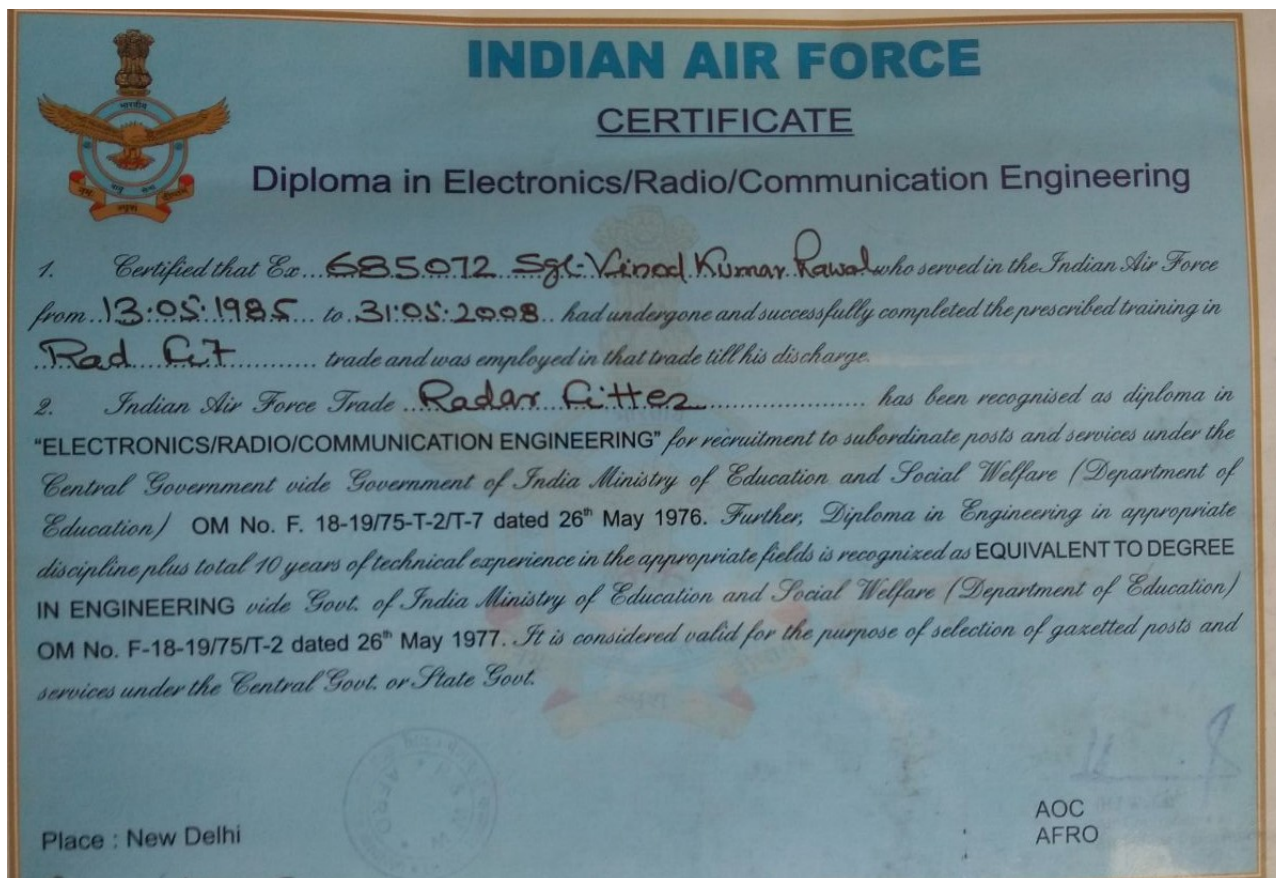 भारतीय
INDIAN AIR FORCE
CERTIFICATE
Diploma in Electronics/Radio/Communication Engineering
1. Certified that Ex...685072 Sgt Vinod Kumar Rawal who served in the Indian Air Force
from..13.05.1985... to..31.05.2008.. had undergone and successfully completed the prescribed training in
..Rad Fit............. trade and was employed in that trade till his discharge.
2. Indian Air Force Trade ..Radar Fitter..................... has been recognised as diploma in
"ELECTRONICS/RADIO/COMMUNICATION ENGINEERING" for recruitment to subordinate posts and services under the
Central Government vide Government of India Ministry of Education and Social Welfare (Department of
Education) OM No. F. 18-19/75-T-2/T-7 dated 26th May 1976. Further, Diploma in Engineering in appropriate
discipline plus total 10 years of technical experience in the appropriate fields is recognized as EQUIVALENT TO DEGREE
IN ENGINEERING vide Govt. of India Ministry of Education and Social Welfare (Department of Education)
OM No. F-18-19/75/T-2 dated 26th May 1977. It is considered valid for the purpose of selection of gazetted posts and
services under the Central Govt. or State Govt.
AOC
AFRO
Place : New Delhi